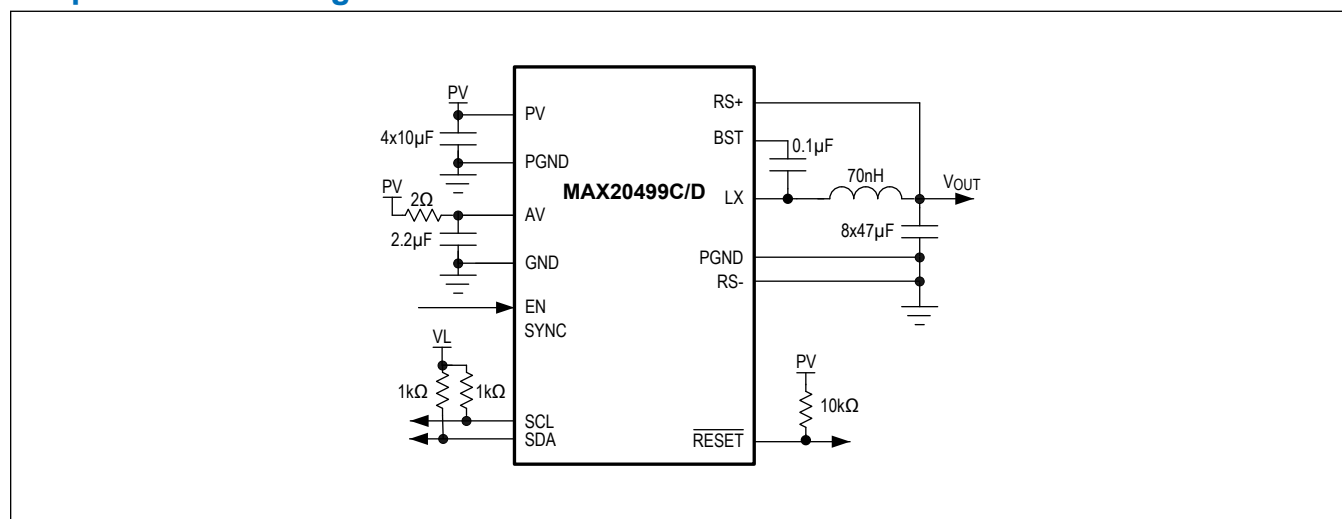 PV
PV
4x10µF
PGND
PV
2Ω
AV
2.2µF
GND
EN
SYNC
VL
1kΩ
1kΩ
SCL
SDA
MAX20499C/D
RS+
BST
0.1µF
70nH
LX
VOUT
8x47µF
PGND
RS-
PV
10kΩ
RESET